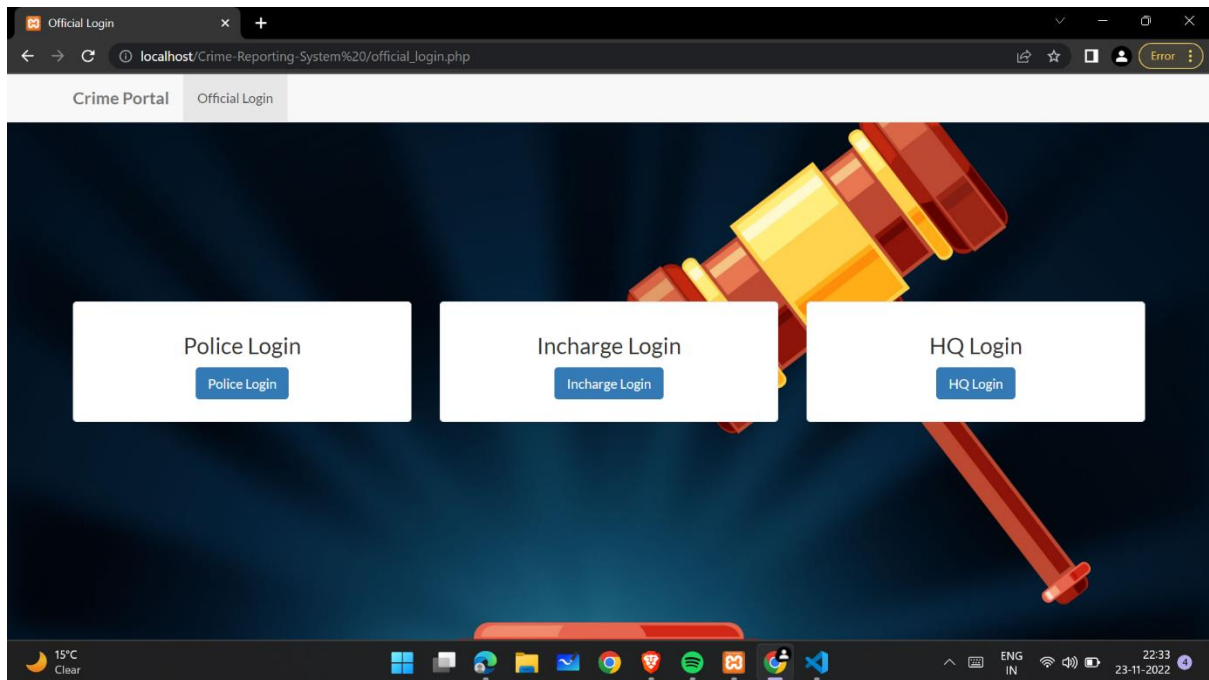 Official Login
localhost/Crime-Reporting-System%20/official_login.php
Error
Crime Portal
Official Login
Police Login
Police Login
Incharge Login
Incharge Login
HQ Login
HQ Login
15°C
Clear
ENG
IN
22:33
23-11-2022
4